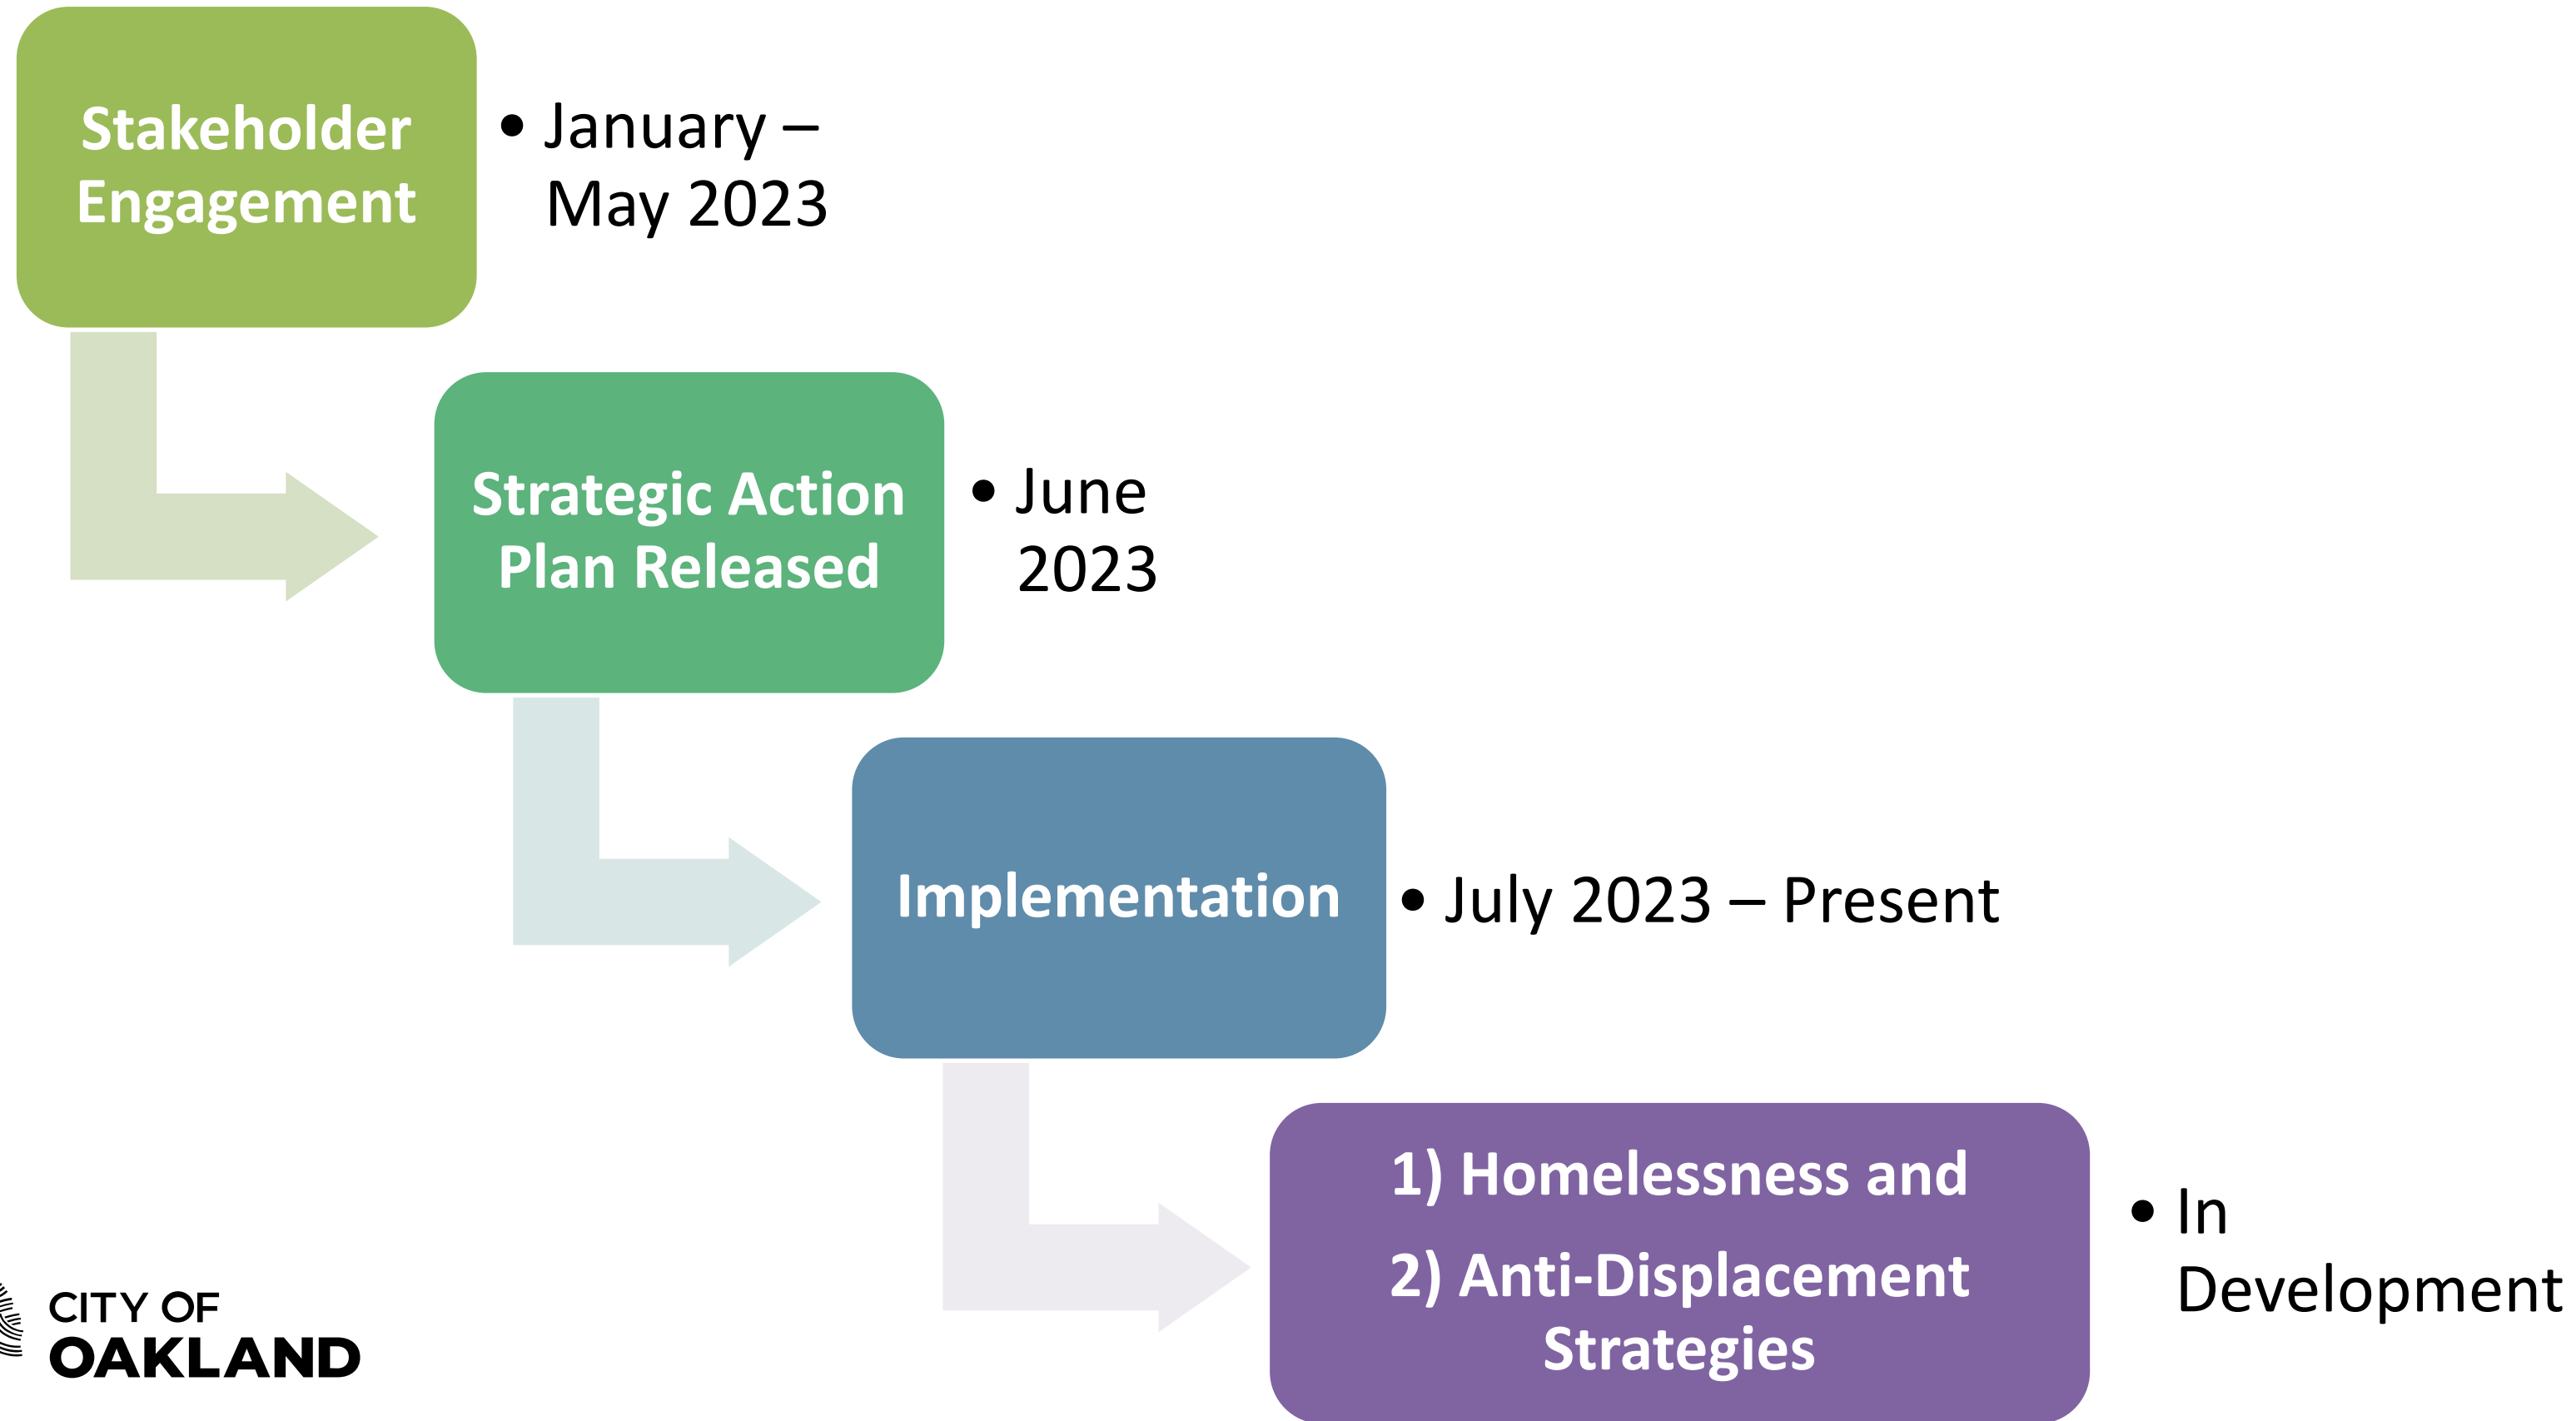 Stakeholder
Engagement
• January –
May 2023
Strategic Action
Plan Released
• June
2023
Implementation
• July 2023 – Present
1) Homelessness and
2) Anti-Displacement
Strategies
• In
Development
CITY OF
OAKLAND